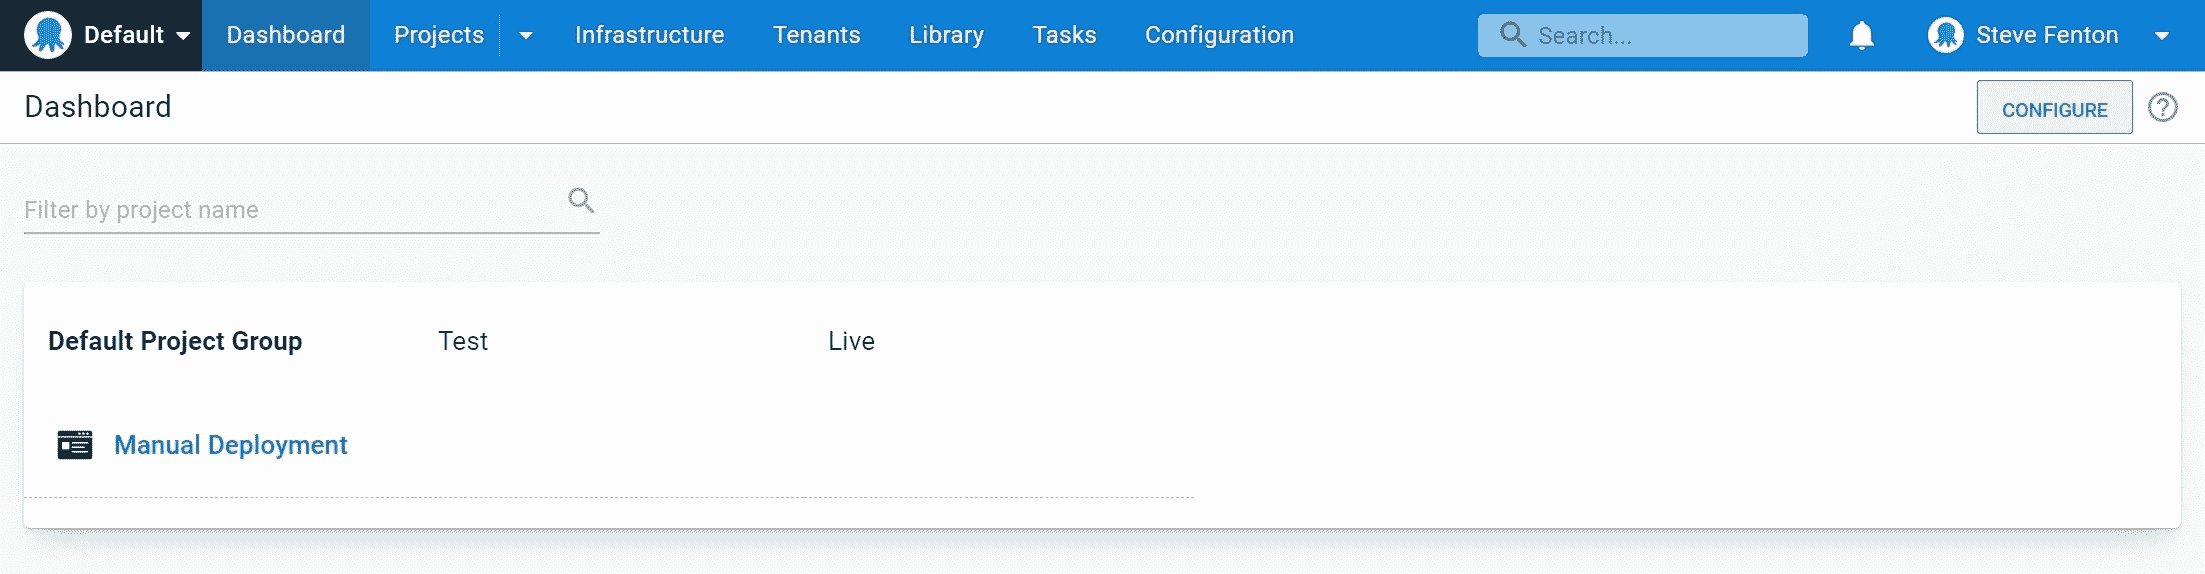 Default Dashboard Projects Infrastructure Tenants Library Tasks Configuration Search... Steve Fenton
Dashboard CONFIGURE ?
Filter by project name
Default Project Group Test Live
Manual Deployment